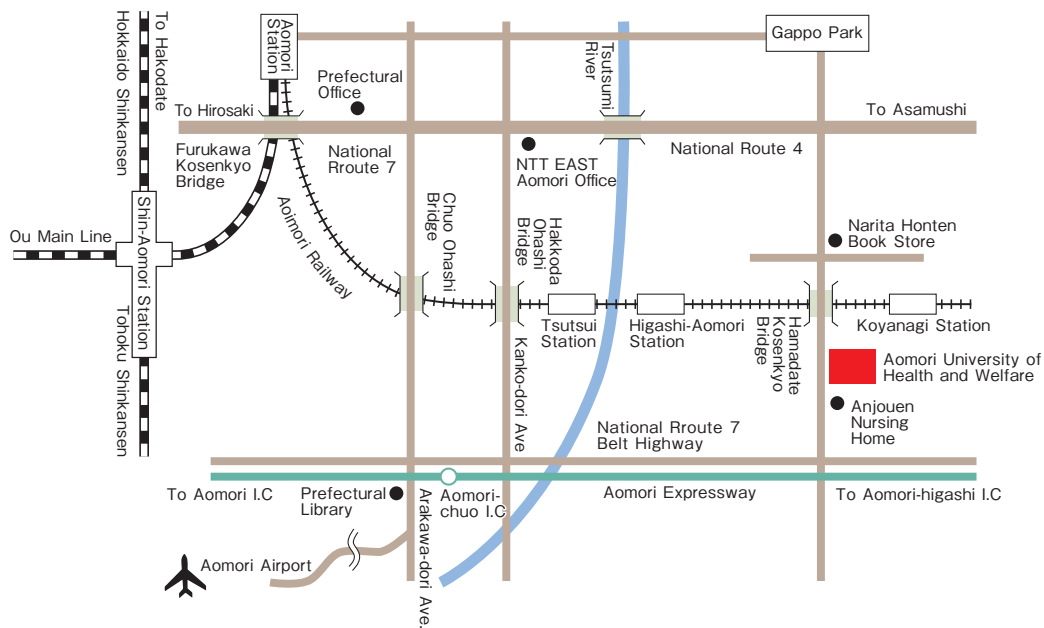 To Hakodate
Hokkaido Shinkansen
Aomori
Station
Gappo Park
Tsutsumi
River
Prefectural
Office
To Hirosaki
To Asamushi
Furukawa
Kosenkyo
Bridge
National
Rroute 7
NTT EAST
Aomori Office
National Route 4
Ou Main Line
Shin-Aomori Station
Aoimori Railway
Chuo Ohashi
Bridge
Hakkoda
Ohashi
Bridge
Narita Honten
Book Store
Tohoku Shinkansen
Tsutsui
Station
Higashi-Aomori
Station
Hamadate
Kosenkyo
Bridge
Koyanagi Station
Kanko-dori Ave
Aomori University of
Health and Welfare
Anjouen
Nursing
Home
National Rroute 7
Belt Highway
To Aomori I.C
Prefectural
Library
Arakawa-dori Ave.
Aomori-
chuo I.C
Aomori Expressway
To Aomori-higashi I.C
Aomori Airport